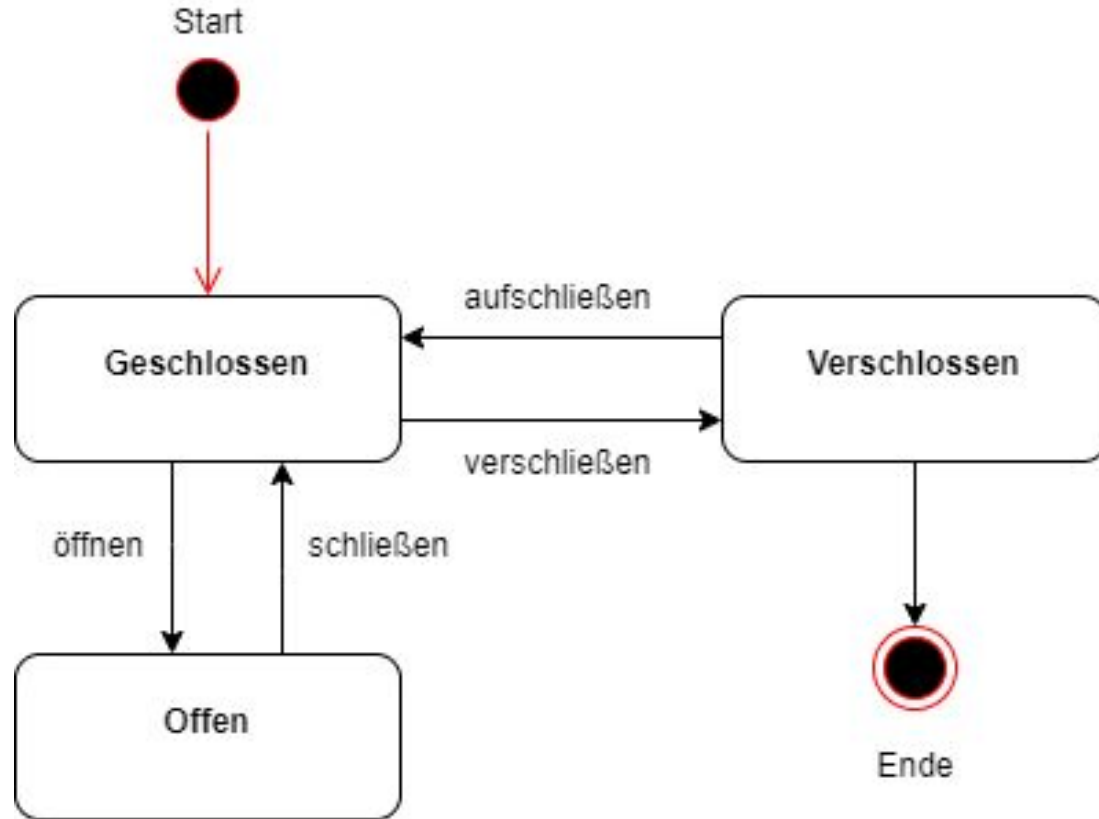 Start
aufschließen
Geschlossen
Verschlossen
verschließen
öffnen
schließen
Offen
Ende